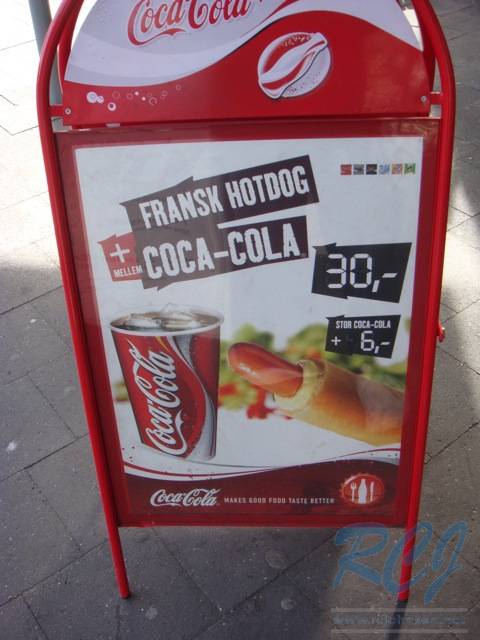 Coca-Cola
FRANSK HOTDOG
+
MELLEM
COCA-COLA
30,-
STOR COCA-COLA
+ 6,-
Coca-Cola
Coca-Cola MAKES GOOD FOOD TASTE BETTER
RCJ